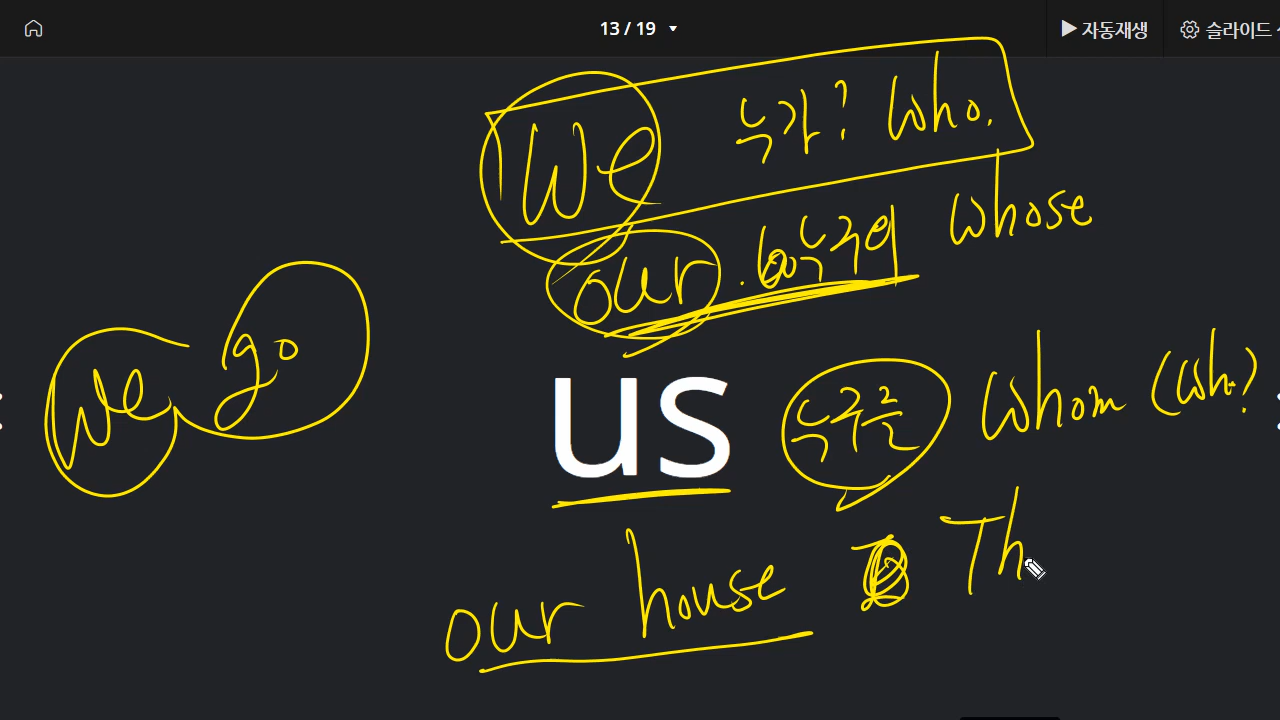 13 / 19
자동재생
슬라이드
We 누가? who.
our. 누구의 whose
We go
us 누구를 whom (wh.)
our house Th